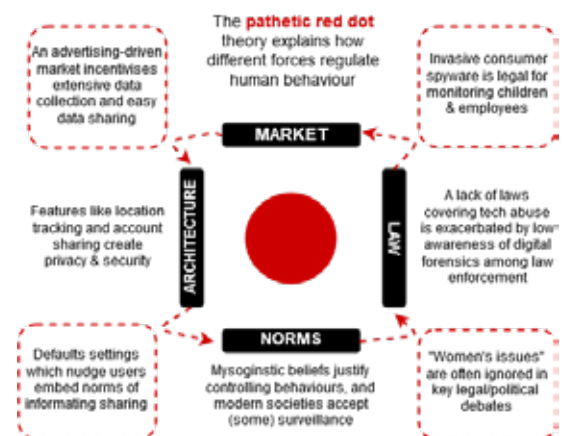 The pathetic red dot
theory explains how
different forces regulate
human behaviour
An advertising-driven
market incentivises
extensive data
collection and easy
data sharing
Invasive consumer
spyware is legal for
monitoring children
& employees
MARKET
Features like location
tracking and account
sharing create
privacy & security
ARCHITECTURE
LAW
A lack of laws
covering tech abuse
is exacerbated by low-
awareness of digital
forensics among law
enforcement
NORMS
Defaults settings
which nudge users
embed norms of
informating sharing
Mysoginstic beliefs justify
controlling behaviours, and
modern societies accept
(some) surveillance
"Women's issues"
are often ignored in
key legal/political
debates